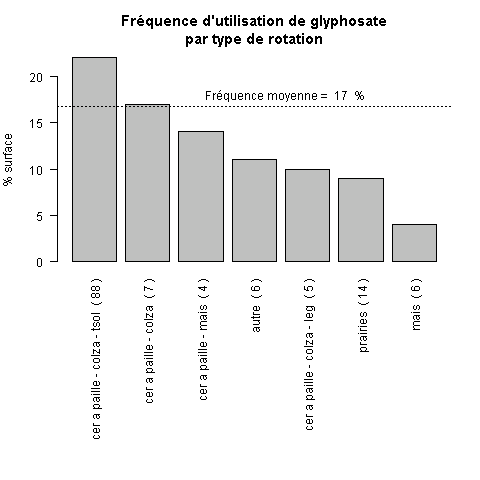 Fréquence d'utilisation de glyphosate
par type de rotation
Fréquence moyenne = 17 %
% surface
20
15
10
5
0
cer a paille - colza - tsol ( 88 )
cer a paille - colza ( 7 )
cer a paille - mais ( 4 )
autre ( 6 )
cer a paille - colza - leg ( 5 )
prairies ( 14 )
mais ( 6 )